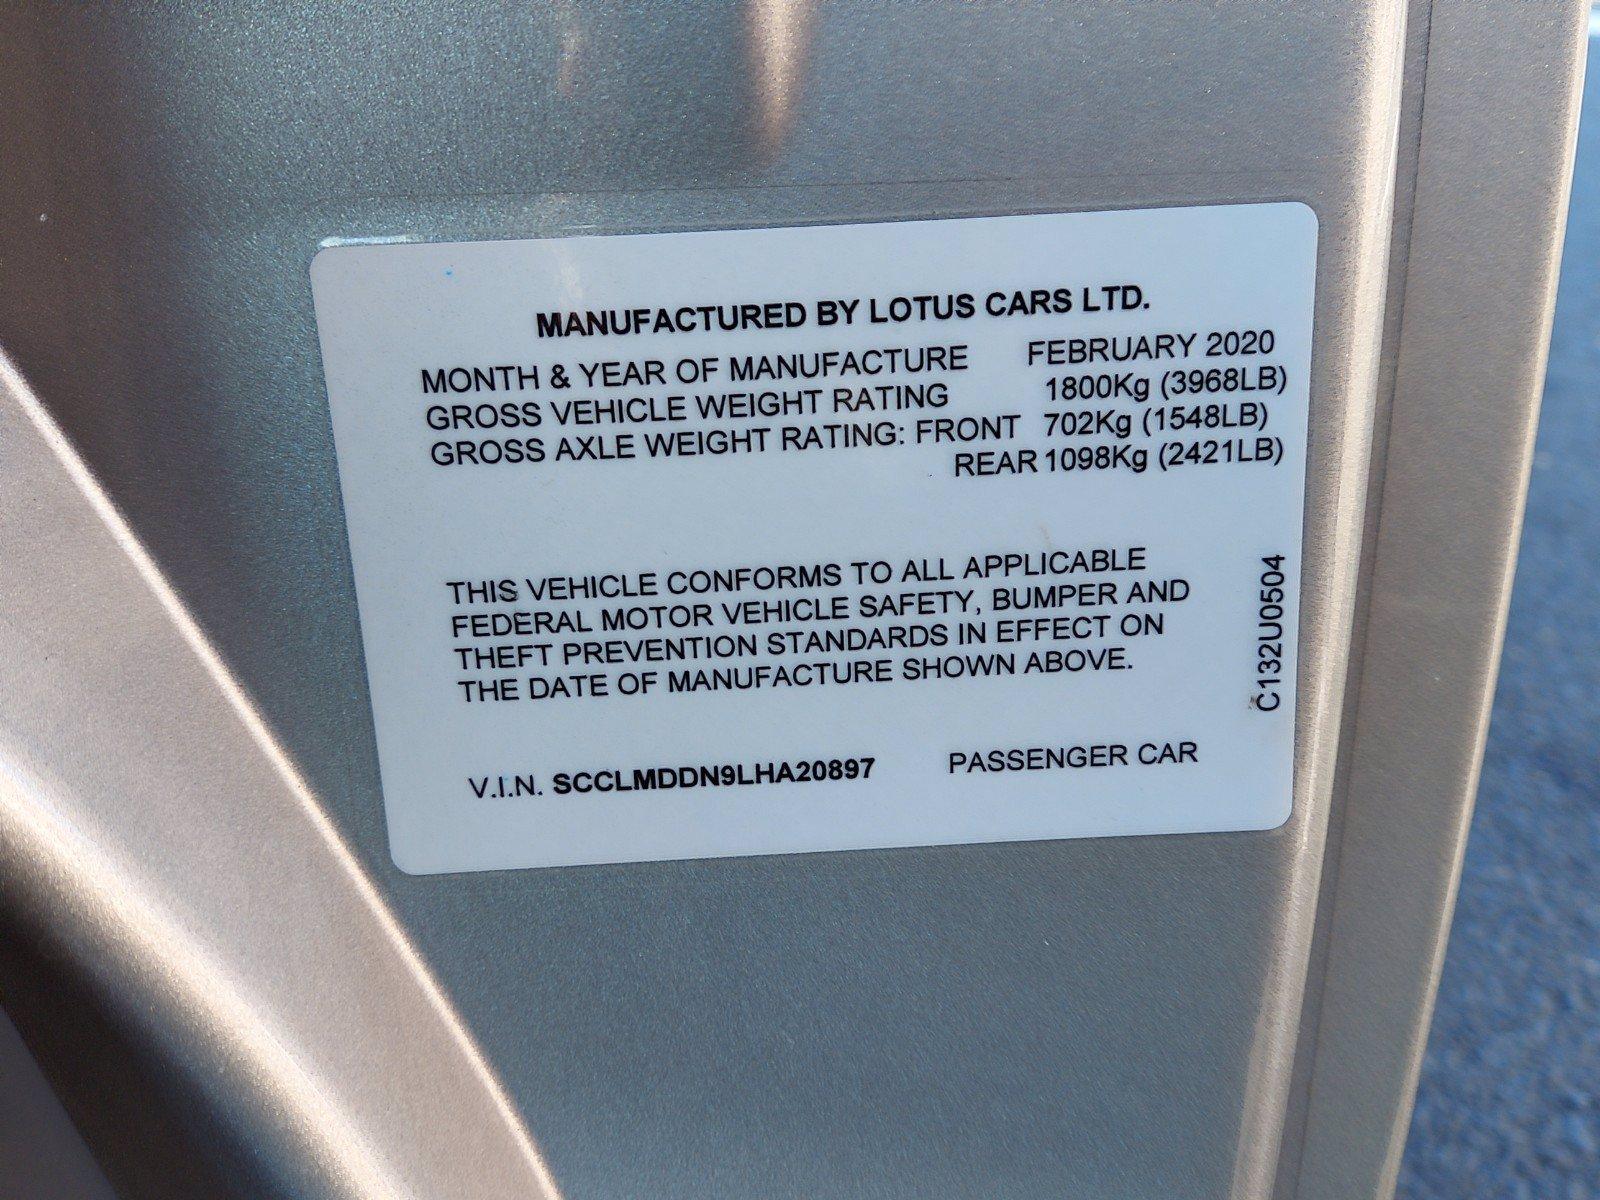 MANUFACTURED BY LOTUS CARS LTD.
MONTH & YEAR OF MANUFACTURE FEBRUARY 2020
GROSS VEHICLE WEIGHT RATING 1800Kg (3968LB)
GROSS AXLE WEIGHT RATING: FRONT 702Kg (1548LB)
REAR 1098Kg (2421LB)
THIS VEHICLE CONFORMS TO ALL APPLICABLE
FEDERAL MOTOR VEHICLE SAFETY, BUMPER AND
THEFT PREVENTION STANDARDS IN EFFECT ON
THE DATE OF MANUFACTURE SHOWN ABOVE.
V.I.N. SCCLMDDN9LHA20897 PASSENGER CAR
C132U0504